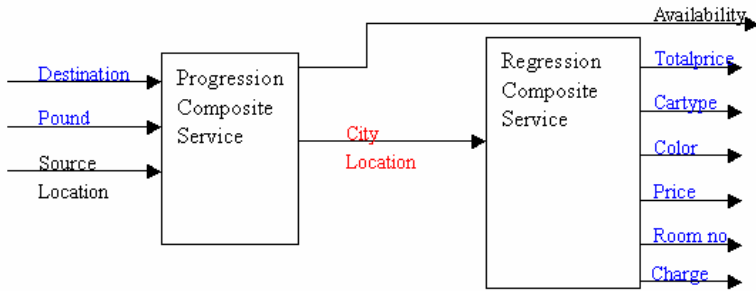 Availability
Destination
Pound
Source
Location
Progression
Composite
Service
City
Location
Regression
Composite
Service
Totalprice
Cartype
Color
Price
Room no
Charge